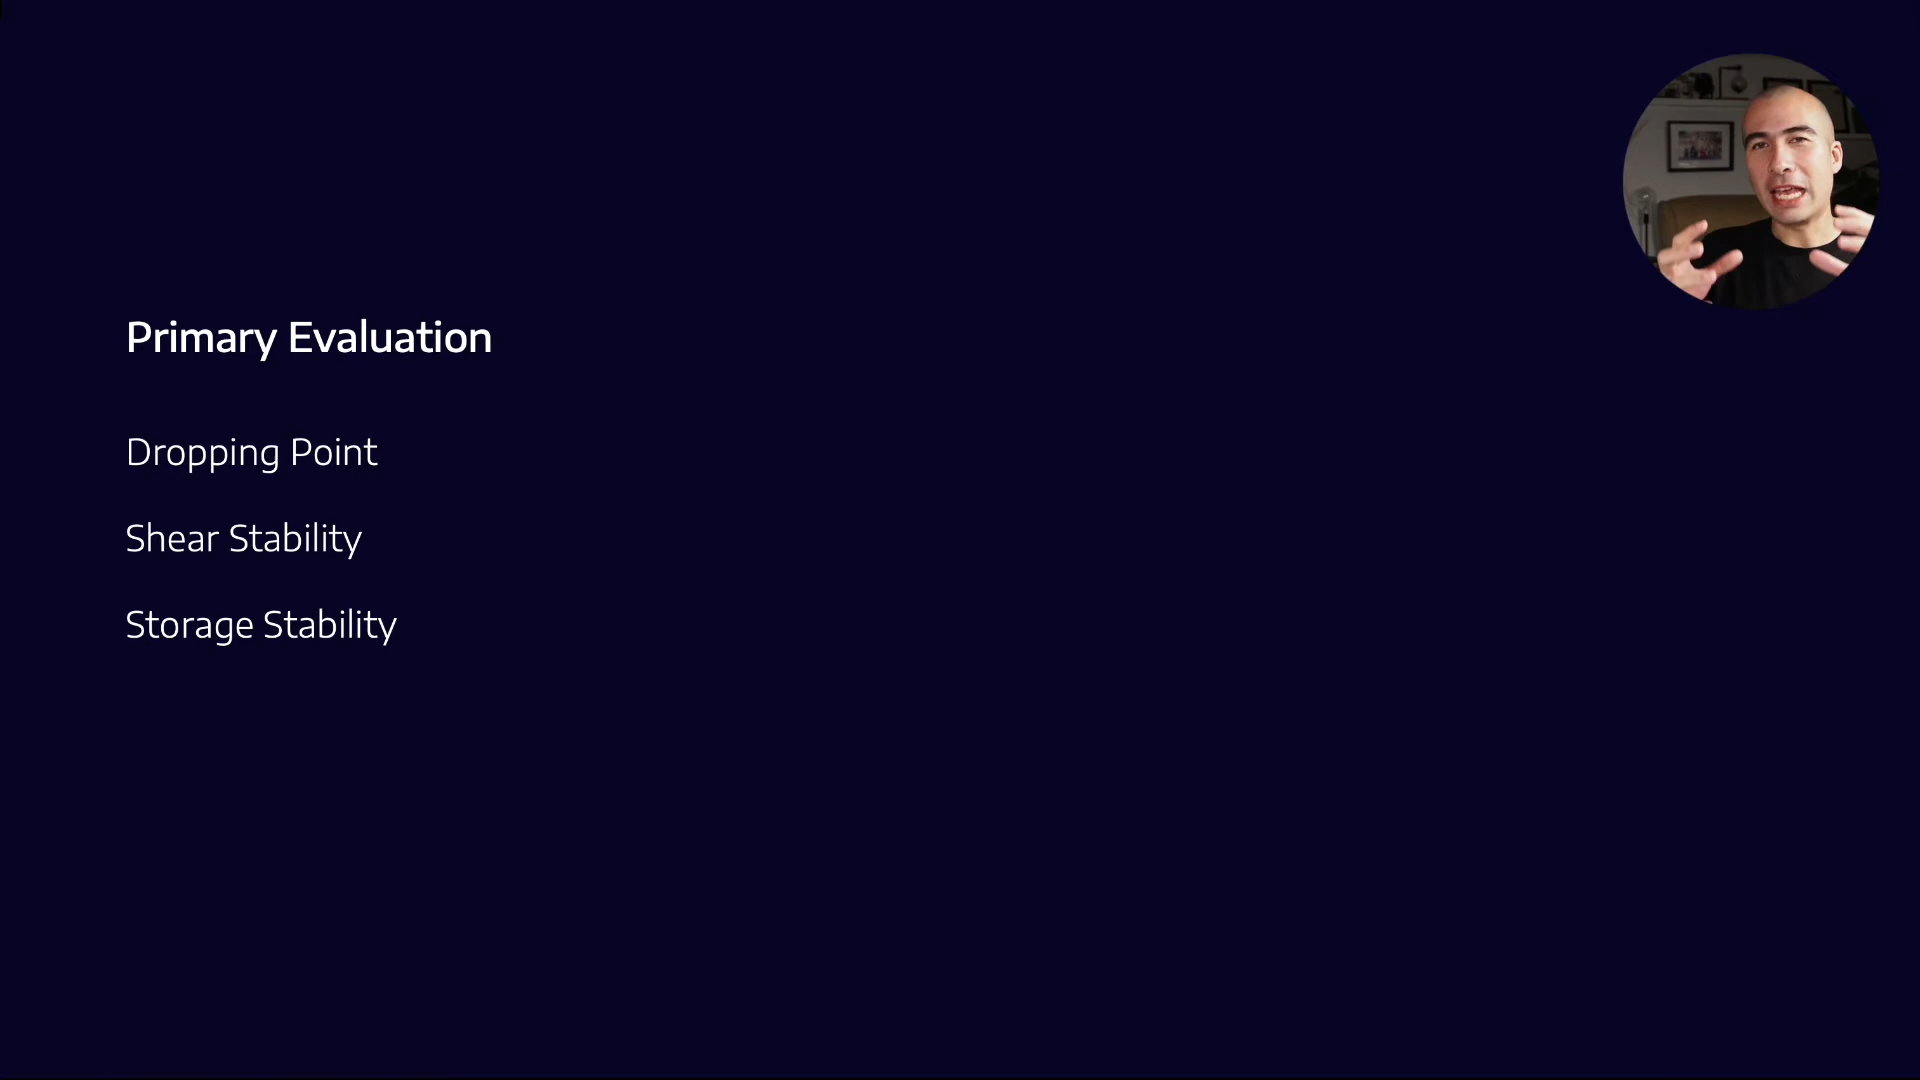 Primary Evaluation
Dropping Point
Shear Stability
Storage Stability